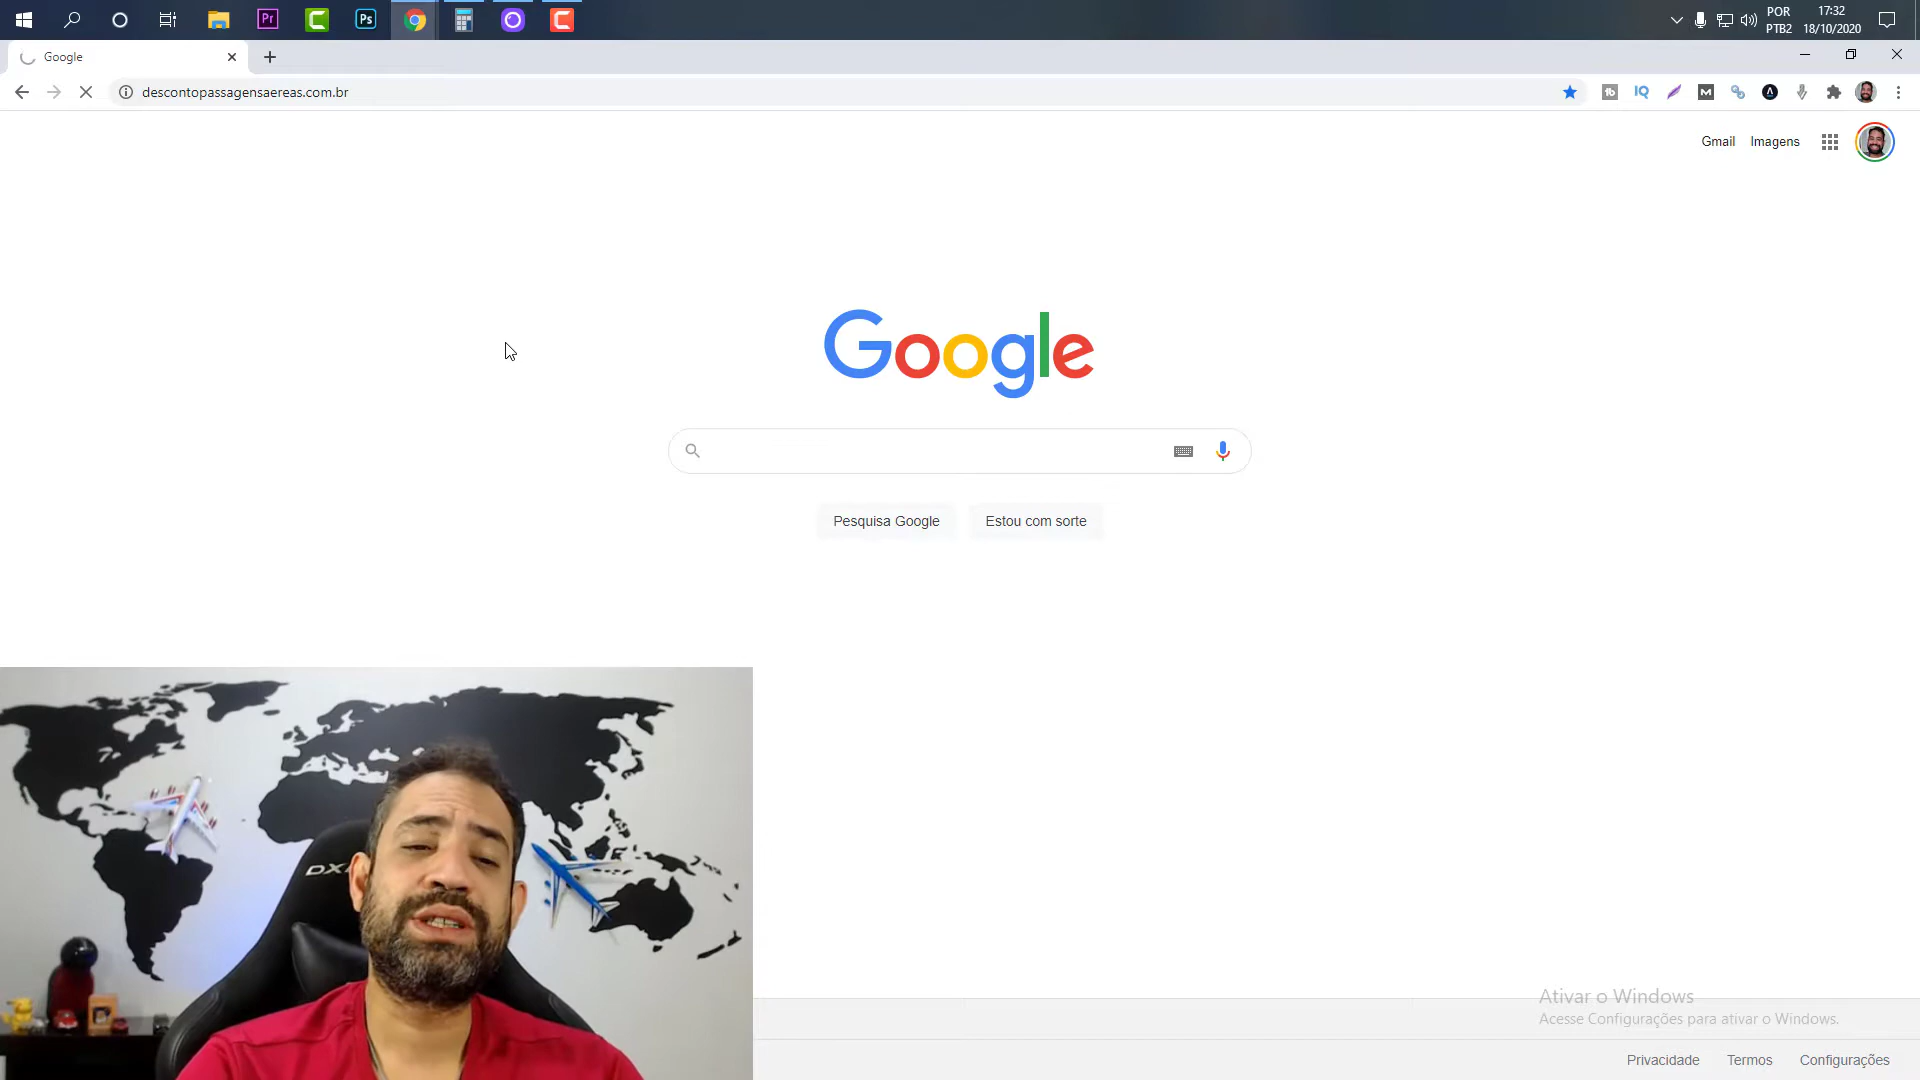 POR
17:32
PTB2
18/10/2020
Google
descontopassagensaereas.com.br
Gmail
Imagens
Google
Pesquisa Google
Estou com sorte
Ativar o Windows
Acesse Configurações para ativar o Windows.
Privacidade
Termos
Configurações